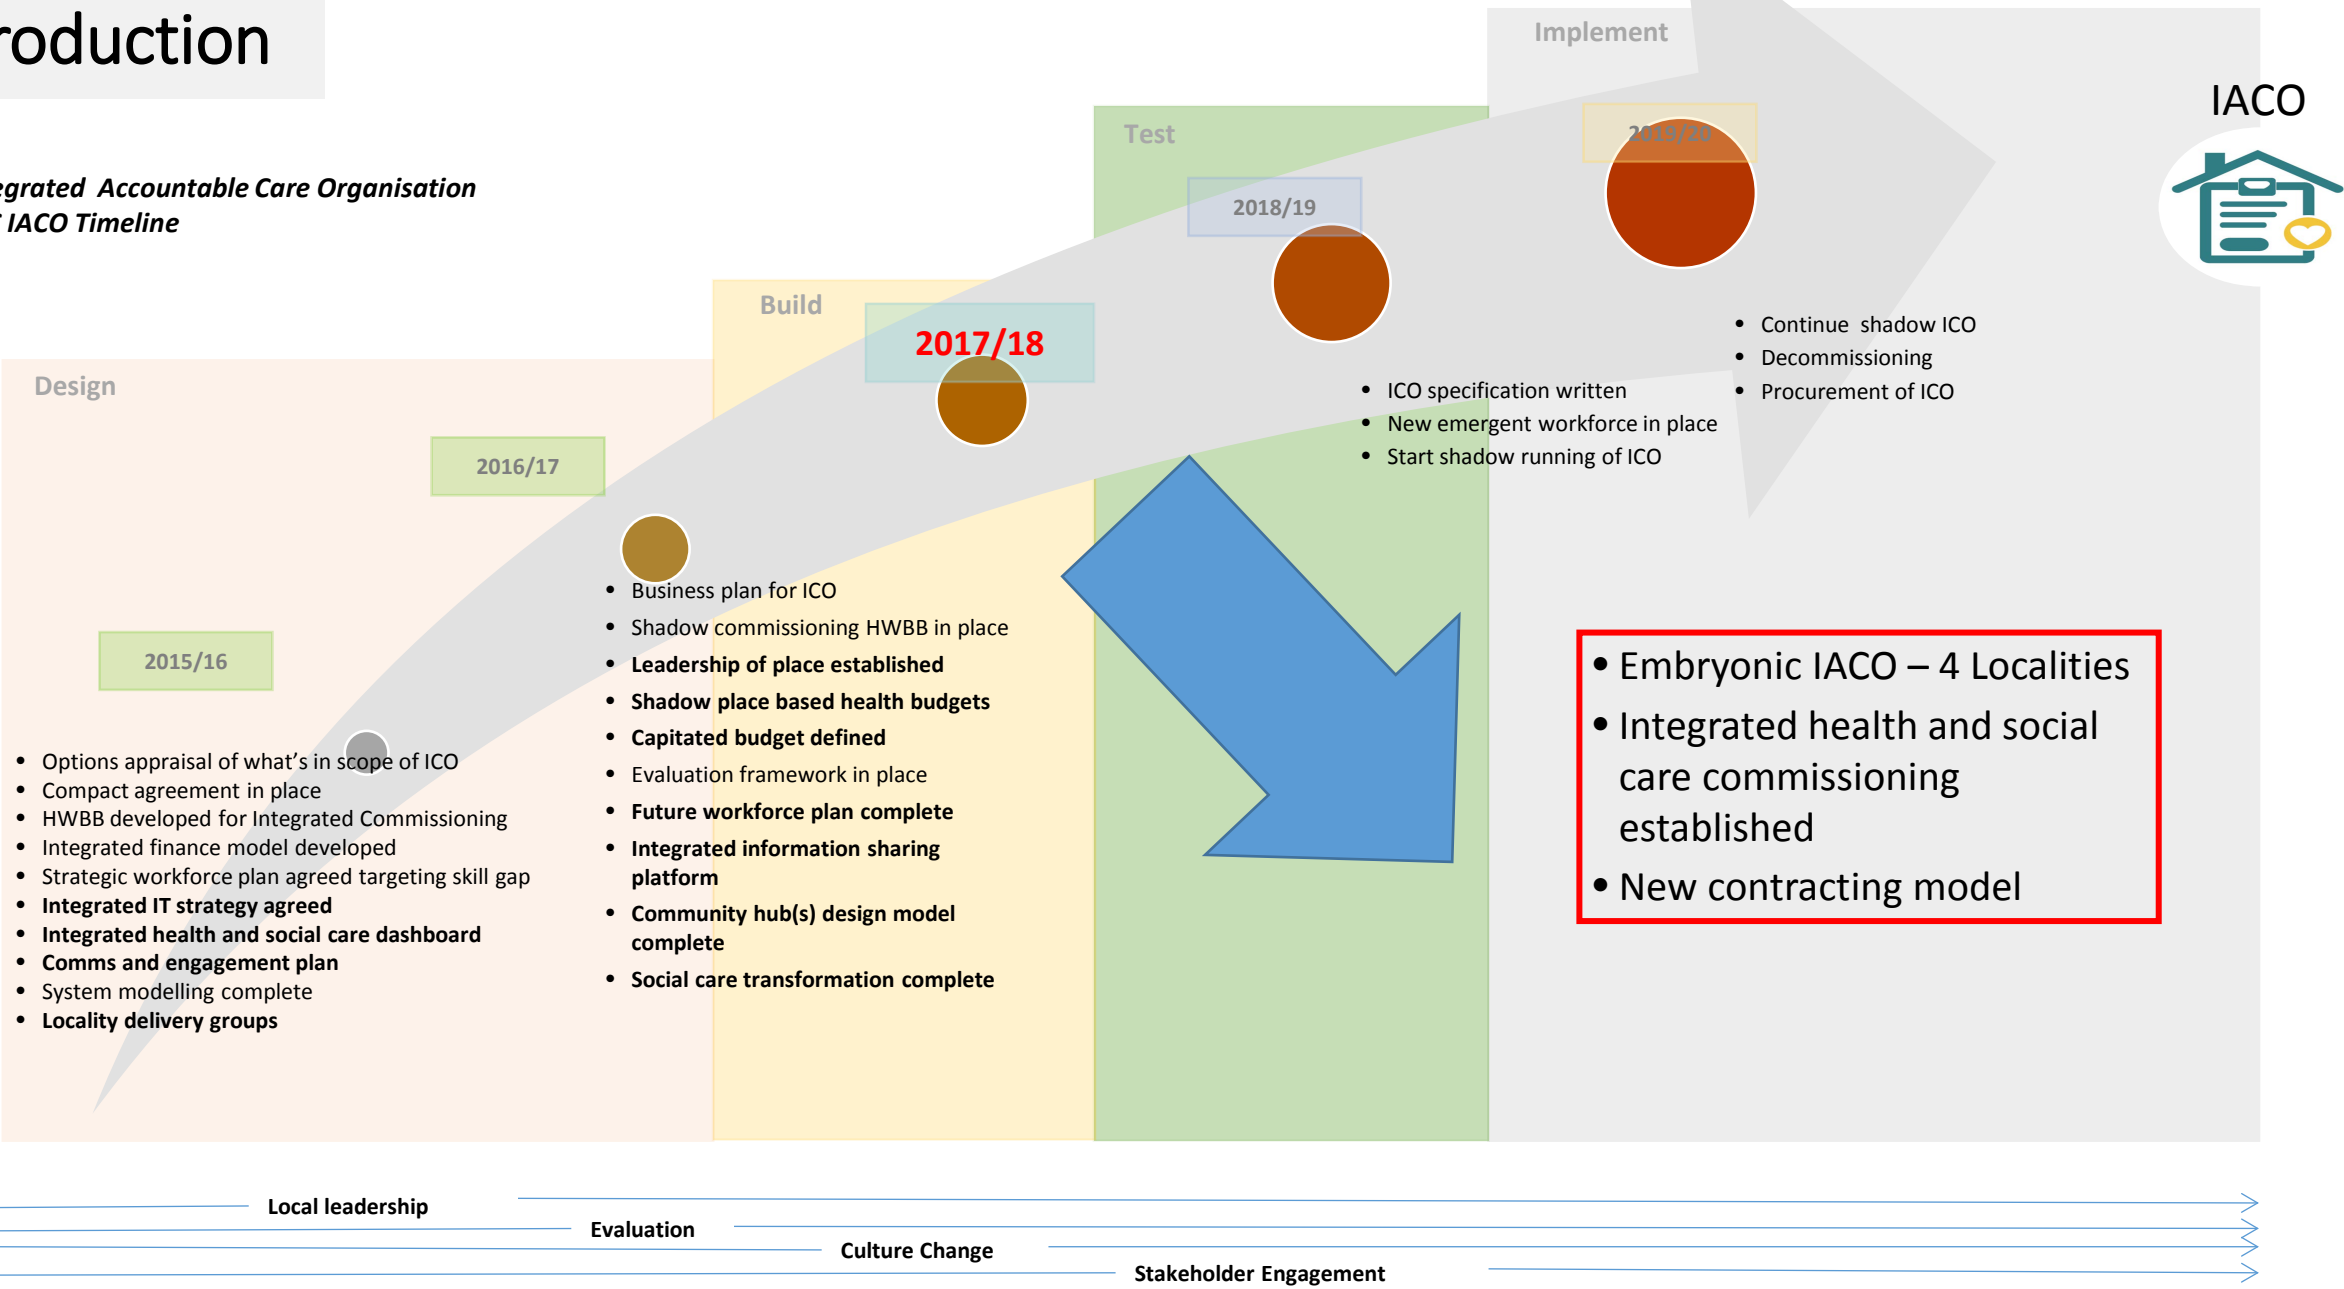 roduction
egrated Accountable Care Organisation
IACO Timeline
Implement
IACO
Test
2019/20
2018/19
Build
2017/18
Design
2016/17
2015/16
• Options appraisal of what's in scope of ICO
• Compact agreement in place
• HWBB developed for Integrated Commissioning
• Integrated finance model developed
• Strategic workforce plan agreed targeting skill gap
• Integrated IT strategy agreed
• Integrated health and social care dashboard
• Comms and engagement plan
• System modelling complete
• Locality delivery groups
• Business plan for ICO
• Shadow commissioning HWBB in place
• Leadership of place established
• Shadow place based health budgets
• Capitated budget defined
• Evaluation framework in place
• Future workforce plan complete
• Integrated information sharing
platform
• Community hub(s) design model
complete
• Social care transformation complete
• ICO specification written
• New emergent workforce in place
• Start shadow running of ICO
• Continue shadow ICO
• Decommissioning
• Procurement of ICO
• Embryonic IACO – 4 Localities
• Integrated health and social
care commissioning
established
• New contracting model
Local leadership
Evaluation
Culture Change
Stakeholder Engagement